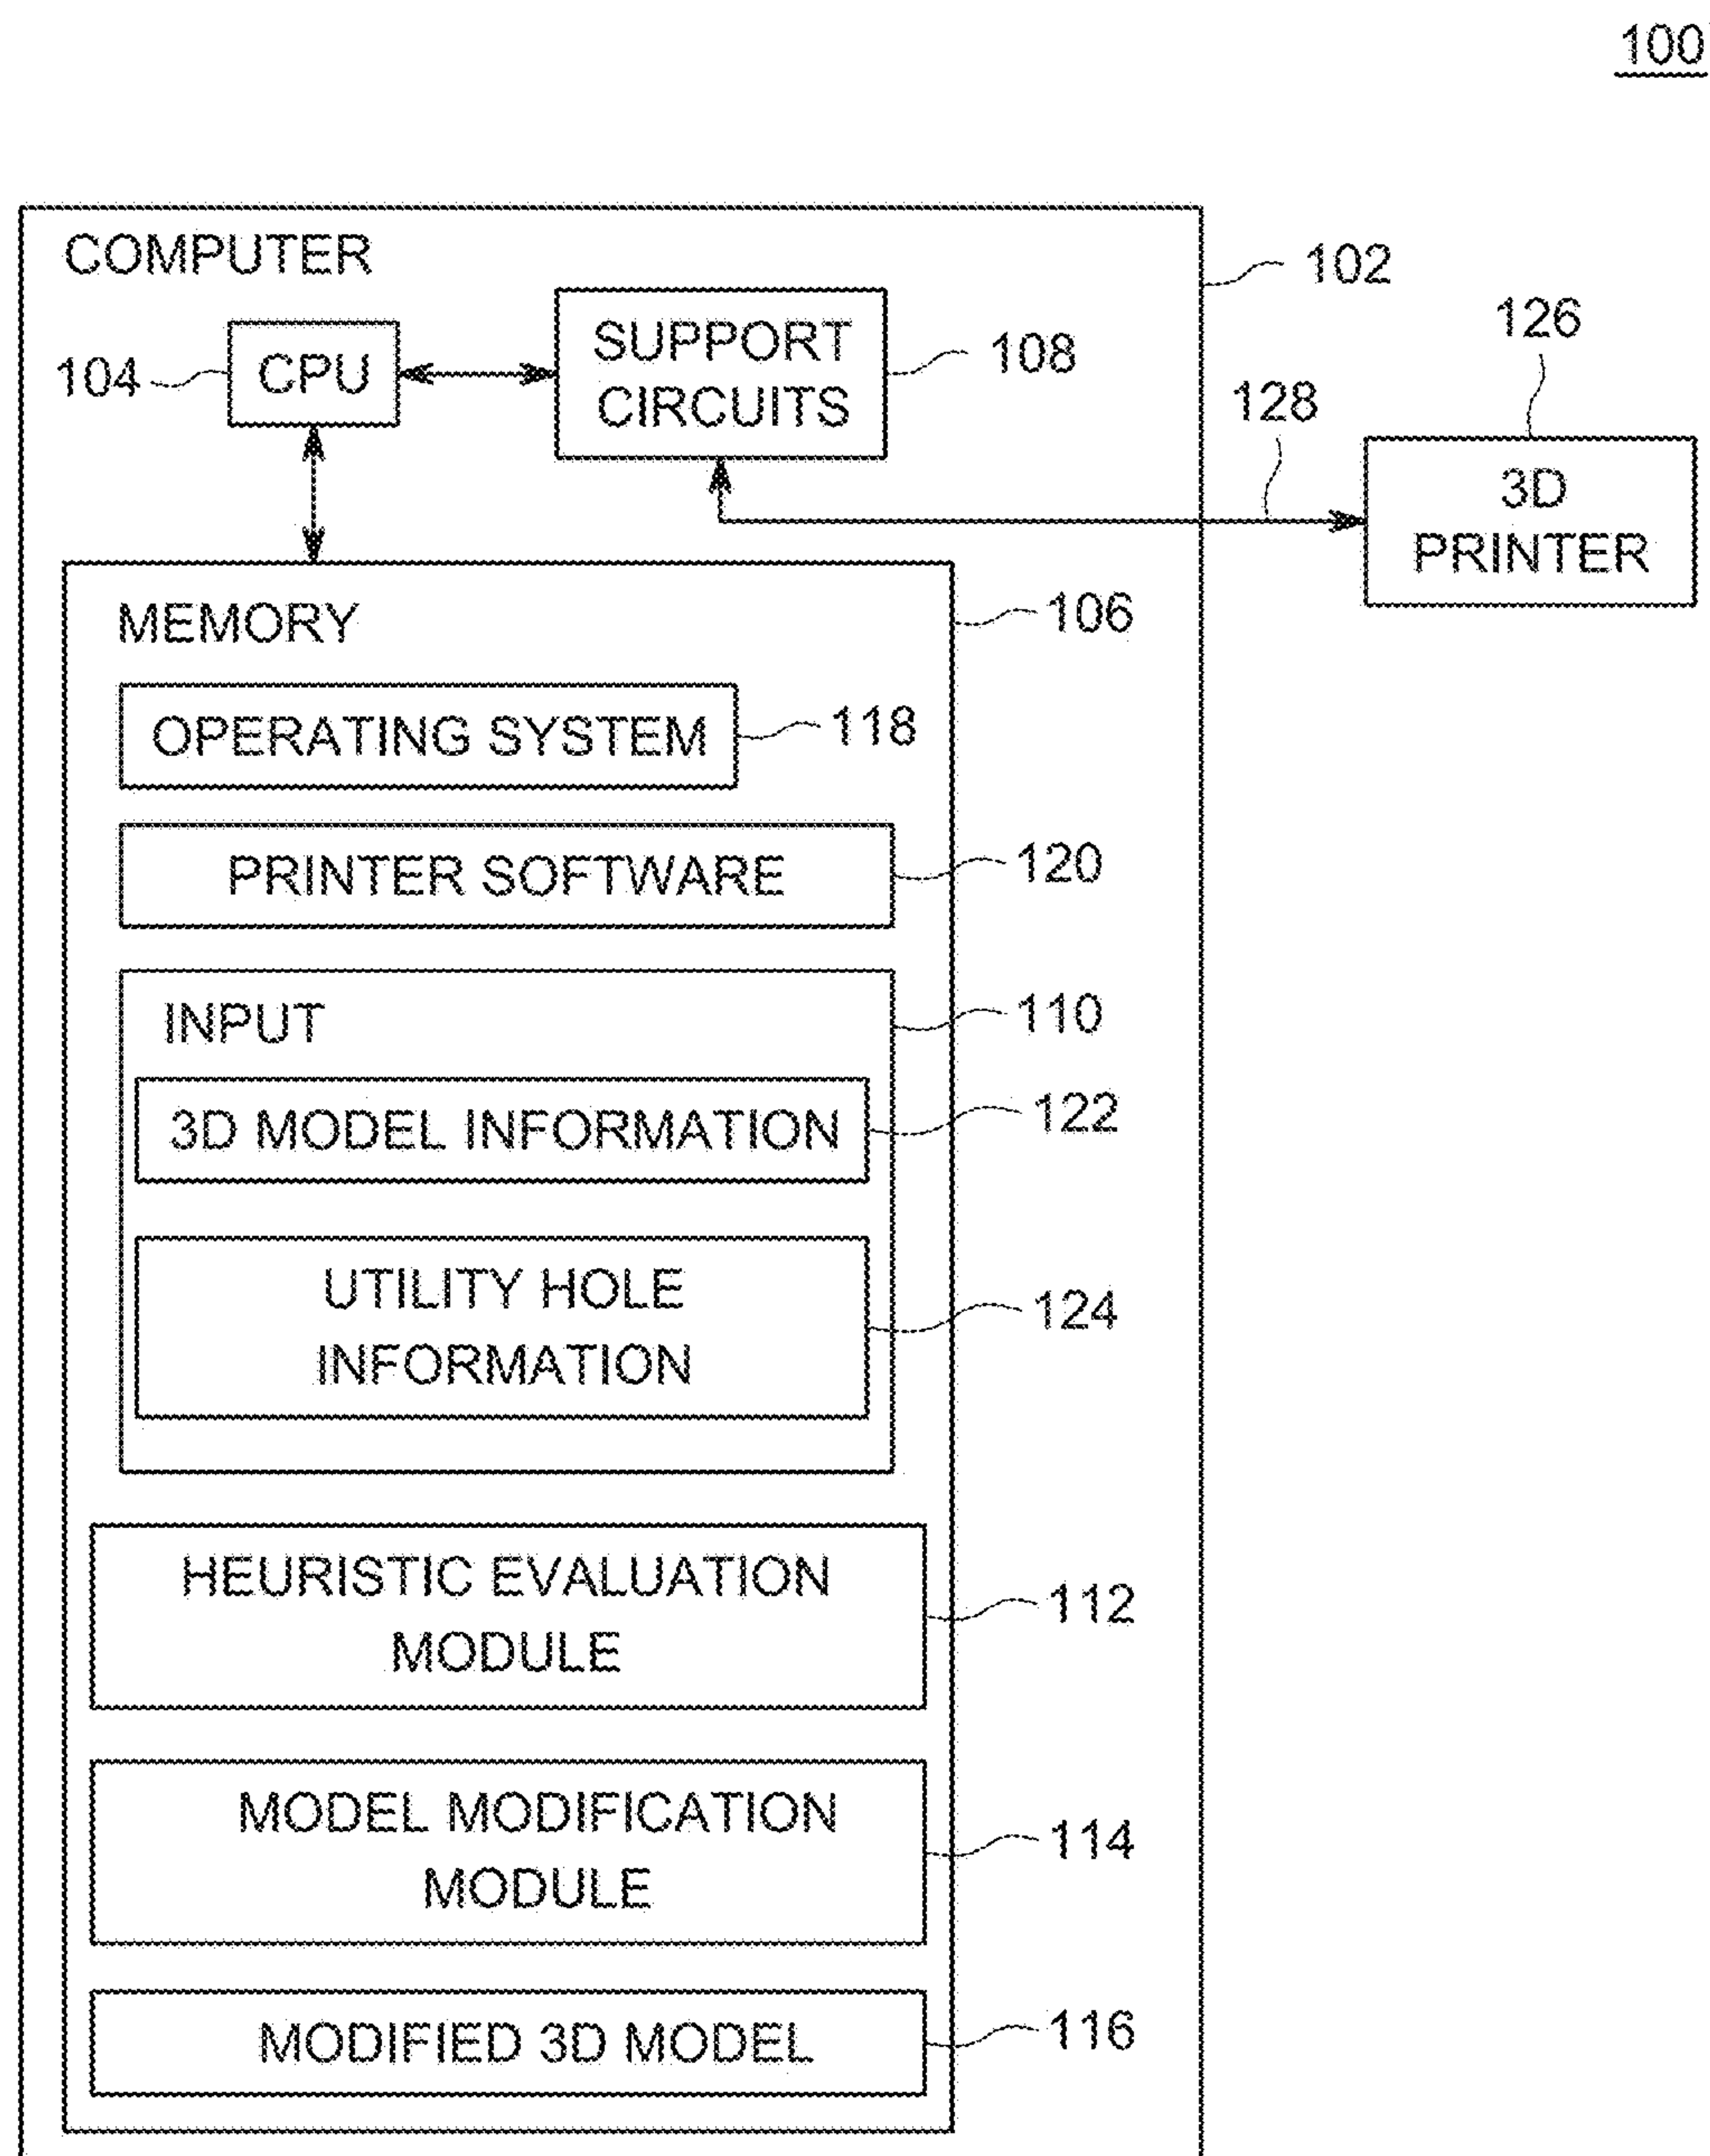 100
COMPUTER
102
126
104
CPU
SUPPORT
CIRCUITS
108
128
3D
PRINTER
MEMORY
106
OPERATING SYSTEM
118
PRINTER SOFTWARE
120
INPUT
110
3D MODEL INFORMATION
122
UTILITY HOLE
INFORMATION
124
HEURISTIC EVALUATION
MODULE
112
MODEL MODIFICATION
MODULE
114
MODIFIED 3D MODEL
116